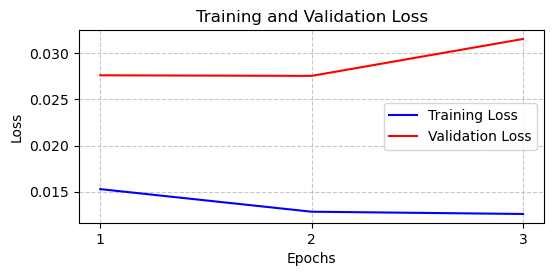 Training and Validation Loss
0.030
0.025
0.020
0.015
Loss
Training Loss
Validation Loss
1
2
3
Epochs